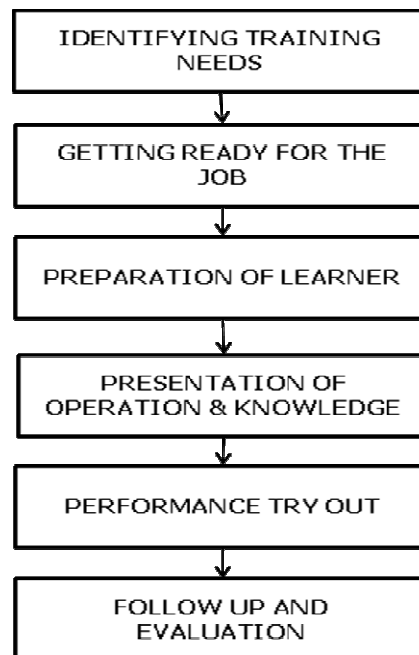 IDENTIFYING TRAINING
NEEDS
GETTING READY FOR THE
JOB
PREPARATION OF LEARNER
PRESENTATION OF
OPERATION & KNOWLEDGE
PERFORMANCE TRY OUT
FOLLOW UP AND
EVALUATION